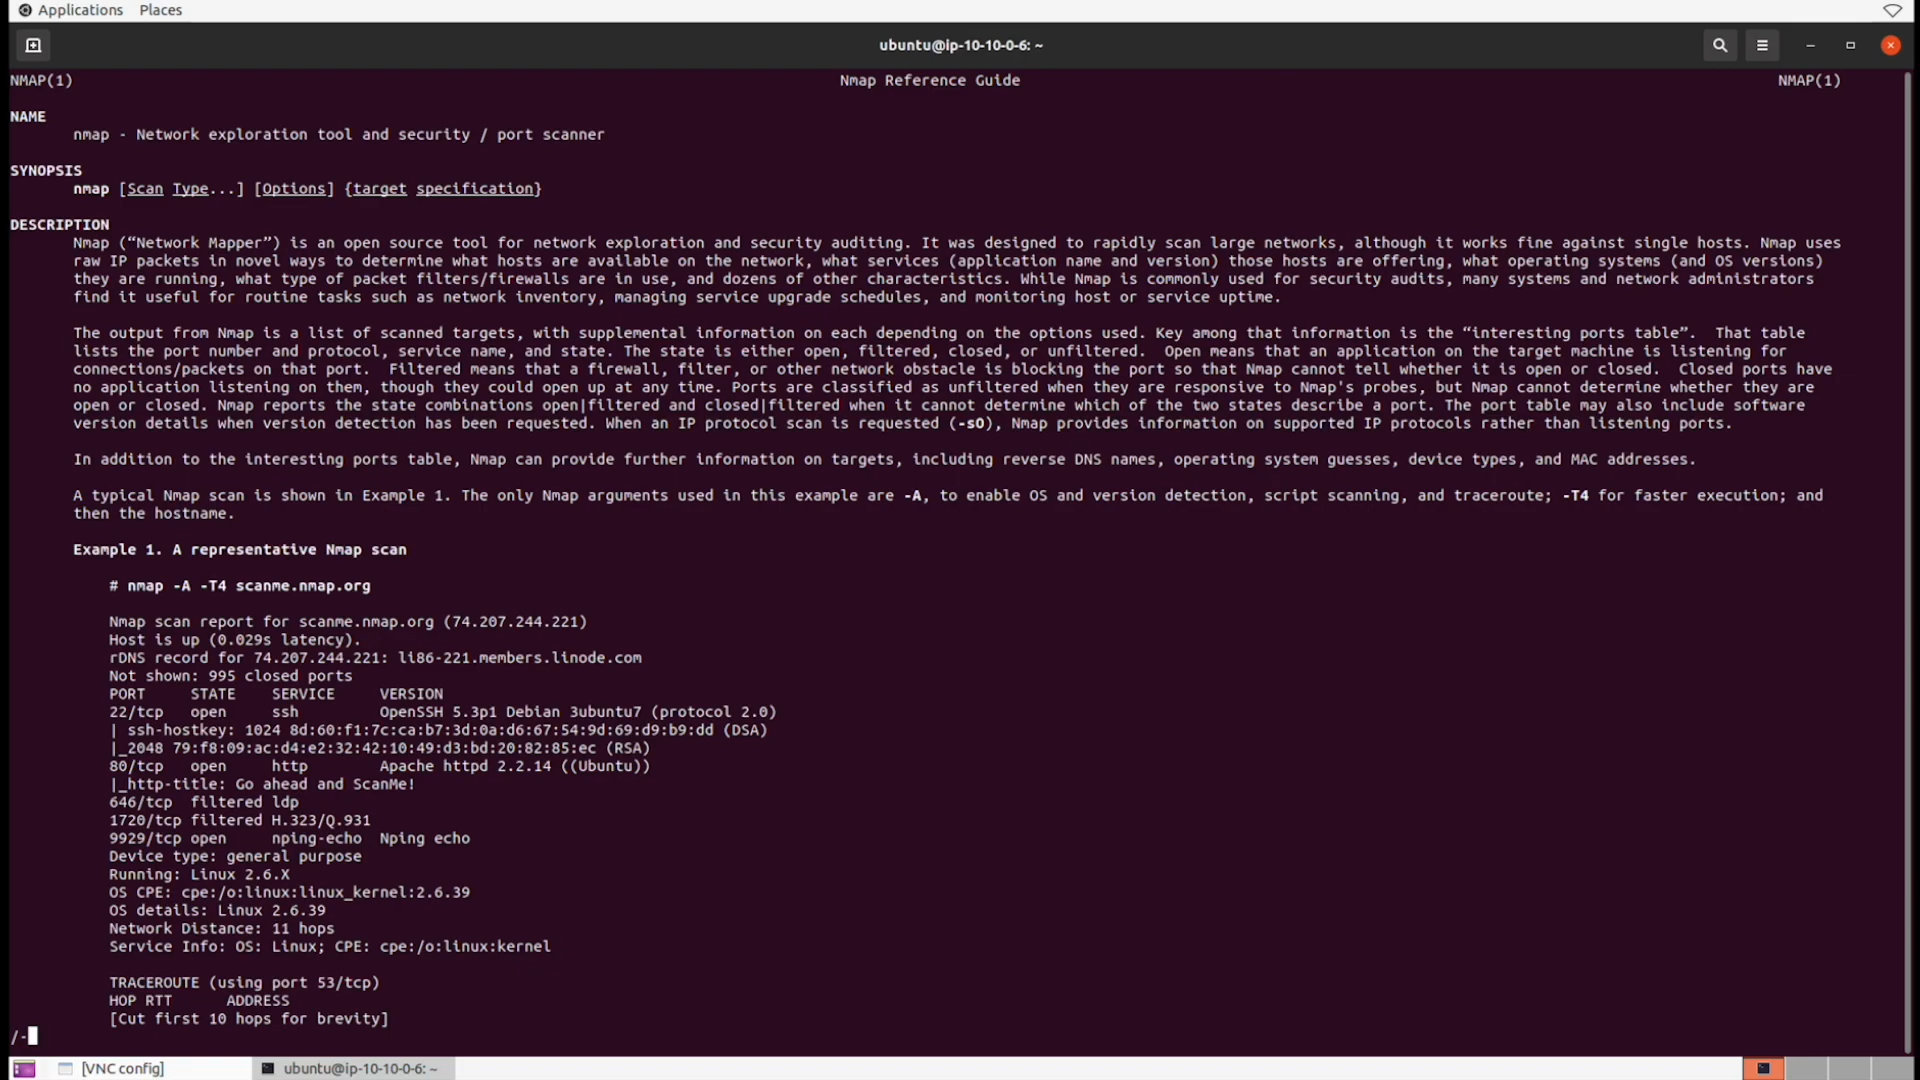 Applications Places
ubuntu@ip-10-10-0-6: ~
NMAP(1) Nmap Reference Guide NMAP(1)
NAME
nmap - Network exploration tool and security / port scanner
SYNOPSIS
nmap [Scan Type...] [Options] {target specification}
DESCRIPTION
Nmap (“Network Mapper”) is an open source tool for network exploration and security auditing. It was designed to rapidly scan large networks, although it works fine against single hosts. Nmap uses
raw IP packets in novel ways to determine what hosts are available on the network, what services (application name and version) those hosts are offering, what operating systems (and OS versions)
they are running, what type of packet filters/firewalls are in use, and dozens of other characteristics. While Nmap is commonly used for security audits, many systems and network administrators
find it useful for routine tasks such as network inventory, managing service upgrade schedules, and monitoring host or service uptime.
The output from Nmap is a list of scanned targets, with supplemental information on each depending on the options used. Key among that information is the “interesting ports table”.  That table
lists the port number and protocol, service name, and state. The state is either open, filtered, closed, or unfiltered.  Open means that an application on the target machine is listening for
connections/packets on that port.  Filtered means that a firewall, filter, or other network obstacle is blocking the port so that Nmap cannot tell whether it is open or closed.  Closed ports have
no application listening on them, though they could open up at any time. Ports are classified as unfiltered when they are responsive to Nmap's probes, but Nmap cannot determine whether they are
open or closed. Nmap reports the state combinations open|filtered and closed|filtered when it cannot determine which of the two states describe a port. The port table may also include software
version details when version detection has been requested. When an IP protocol scan is requested (-sO), Nmap provides information on supported IP protocols rather than listening ports.
In addition to the interesting ports table, Nmap can provide further information on targets, including reverse DNS names, operating system guesses, device types, and MAC addresses.
A typical Nmap scan is shown in Example 1. The only Nmap arguments used in this example are -A, to enable OS and version detection, script scanning, and traceroute; -T4 for faster execution; and
then the hostname.
Example 1. A representative Nmap scan
# nmap -A -T4 scanme.nmap.org
Nmap scan report for scanme.nmap.org (74.207.244.221)
Host is up (0.029s latency).
rDNS record for 74.207.244.221: li86-221.members.linode.com
Not shown: 995 closed ports
PORT STATE SERVICE VERSION
22/tcp open ssh OpenSSH 5.3p1 Debian 3ubuntu7 (protocol 2.0)
| ssh-hostkey: 1024 8d:60:f1:7c:ca:b7:3d:0a:d6:67:54:9d:69:d9:b9:dd (DSA)
|_2048 79:f8:09:ac:d4:e2:32:42:10:49:d3:bd:20:82:85:ec (RSA)
80/tcp open http Apache httpd 2.2.14 ((Ubuntu))
|_http-title: Go ahead and ScanMe!
646/tcp filtered ldp
1720/tcp filtered H.323/Q.931
9929/tcp open nping-echo Nping echo
Device type: general purpose
Running: Linux 2.6.X
OS CPE: cpe:/o:linux:linux_kernel:2.6.39
OS details: Linux 2.6.39
Network Distance: 11 hops
Service Info: OS: Linux; CPE: cpe:/o:linux:kernel
TRACEROUTE (using port 53/tcp)
HOP RTT ADDRESS
[Cut first 10 hops for brevity]
/-
[VNC config] ubuntu@ip-10-10-0-6: ~